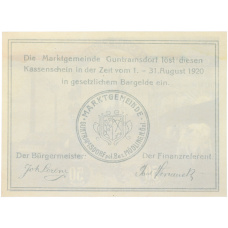 Die Marktgemeinde Guntramsdorf löst diesen
Kassenschein in der Zeit vom 1. - 31. August 1920
in gesetzlichem Bargelde ein.
MARKTGEMEINDE
GUNTRAMSDORF
Der Bürgermeister
Der Finanzreferent